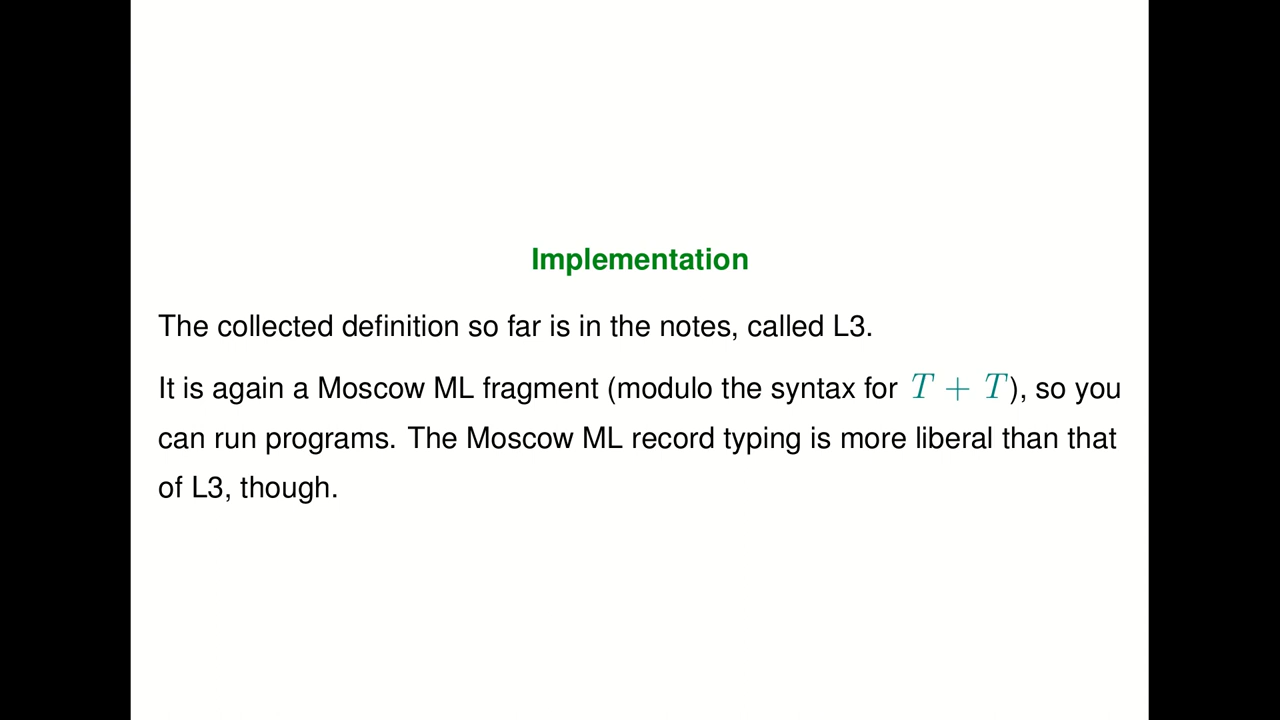 Implementation
The collected definition so far is in the notes, called L3.
It is again a Moscow ML fragment (modulo the syntax for T + T), so you
can run programs. The Moscow ML record typing is more liberal than that
of L3, though.